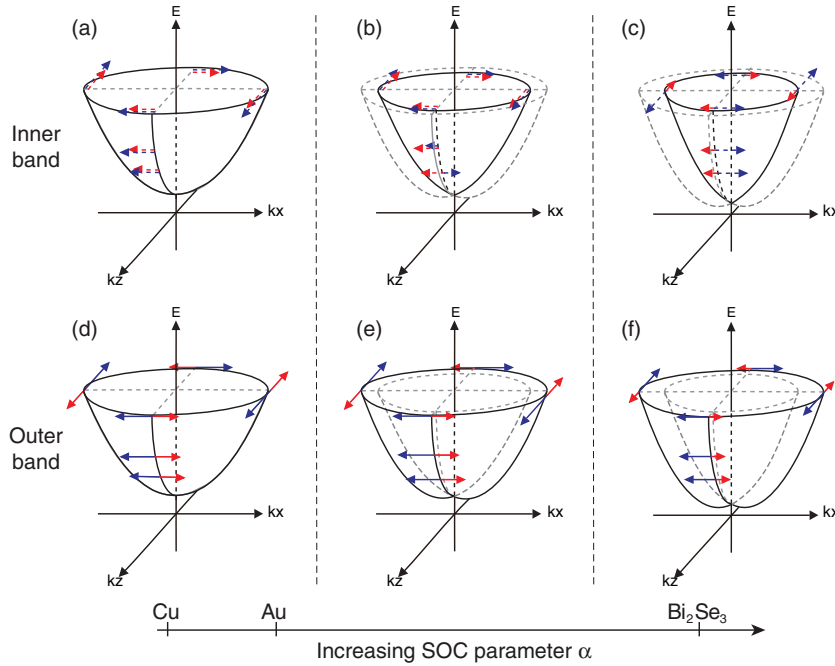 (a) (b) (c)
E E E
Inner
band
kx kx kx
kz kz kz
(d) (e) (f)
E E E
Outer
band
kx kx kx
kz kz kz
Cu Au Bi₂Se₃
Increasing SOC parameter α